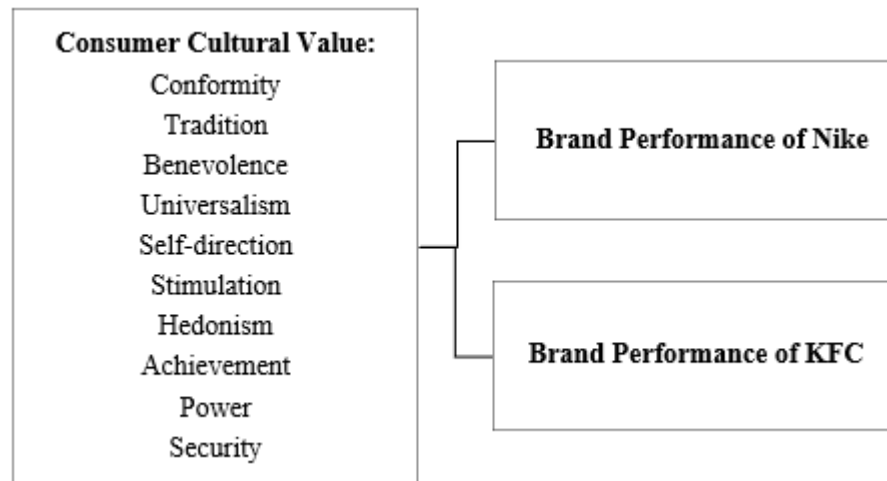 Consumer Cultural Value:
Conformity
Tradition
Benevolence
Universalism
Self-direction
Stimulation
Hedonism
Achievement
Power
Security
Brand Performance of Nike
Brand Performance of KFC